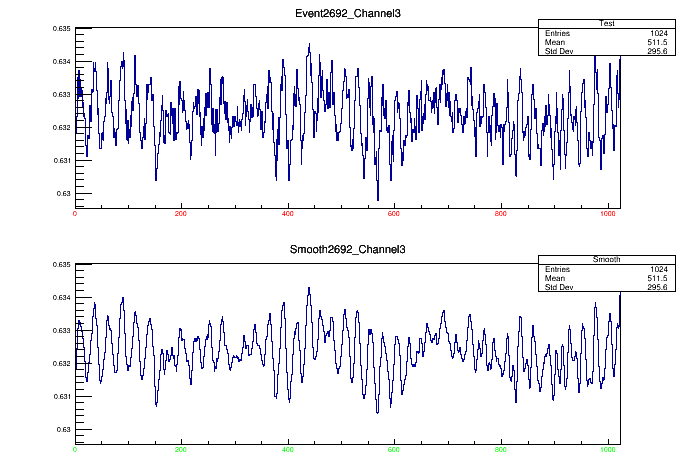 Event2692_Channel3
Test
Entries 1024
Mean 511.5
Std Dev 295.6
0.635
0.634
0.633
0.632
0.631
0.63
0 200 400 600 800 1000
Smooth2692_Channel3
Smooth
Entries 1024
Mean 511.5
Std Dev 295.6
0.635
0.634
0.633
0.632
0.631
0.63
0 200 400 600 800 1000